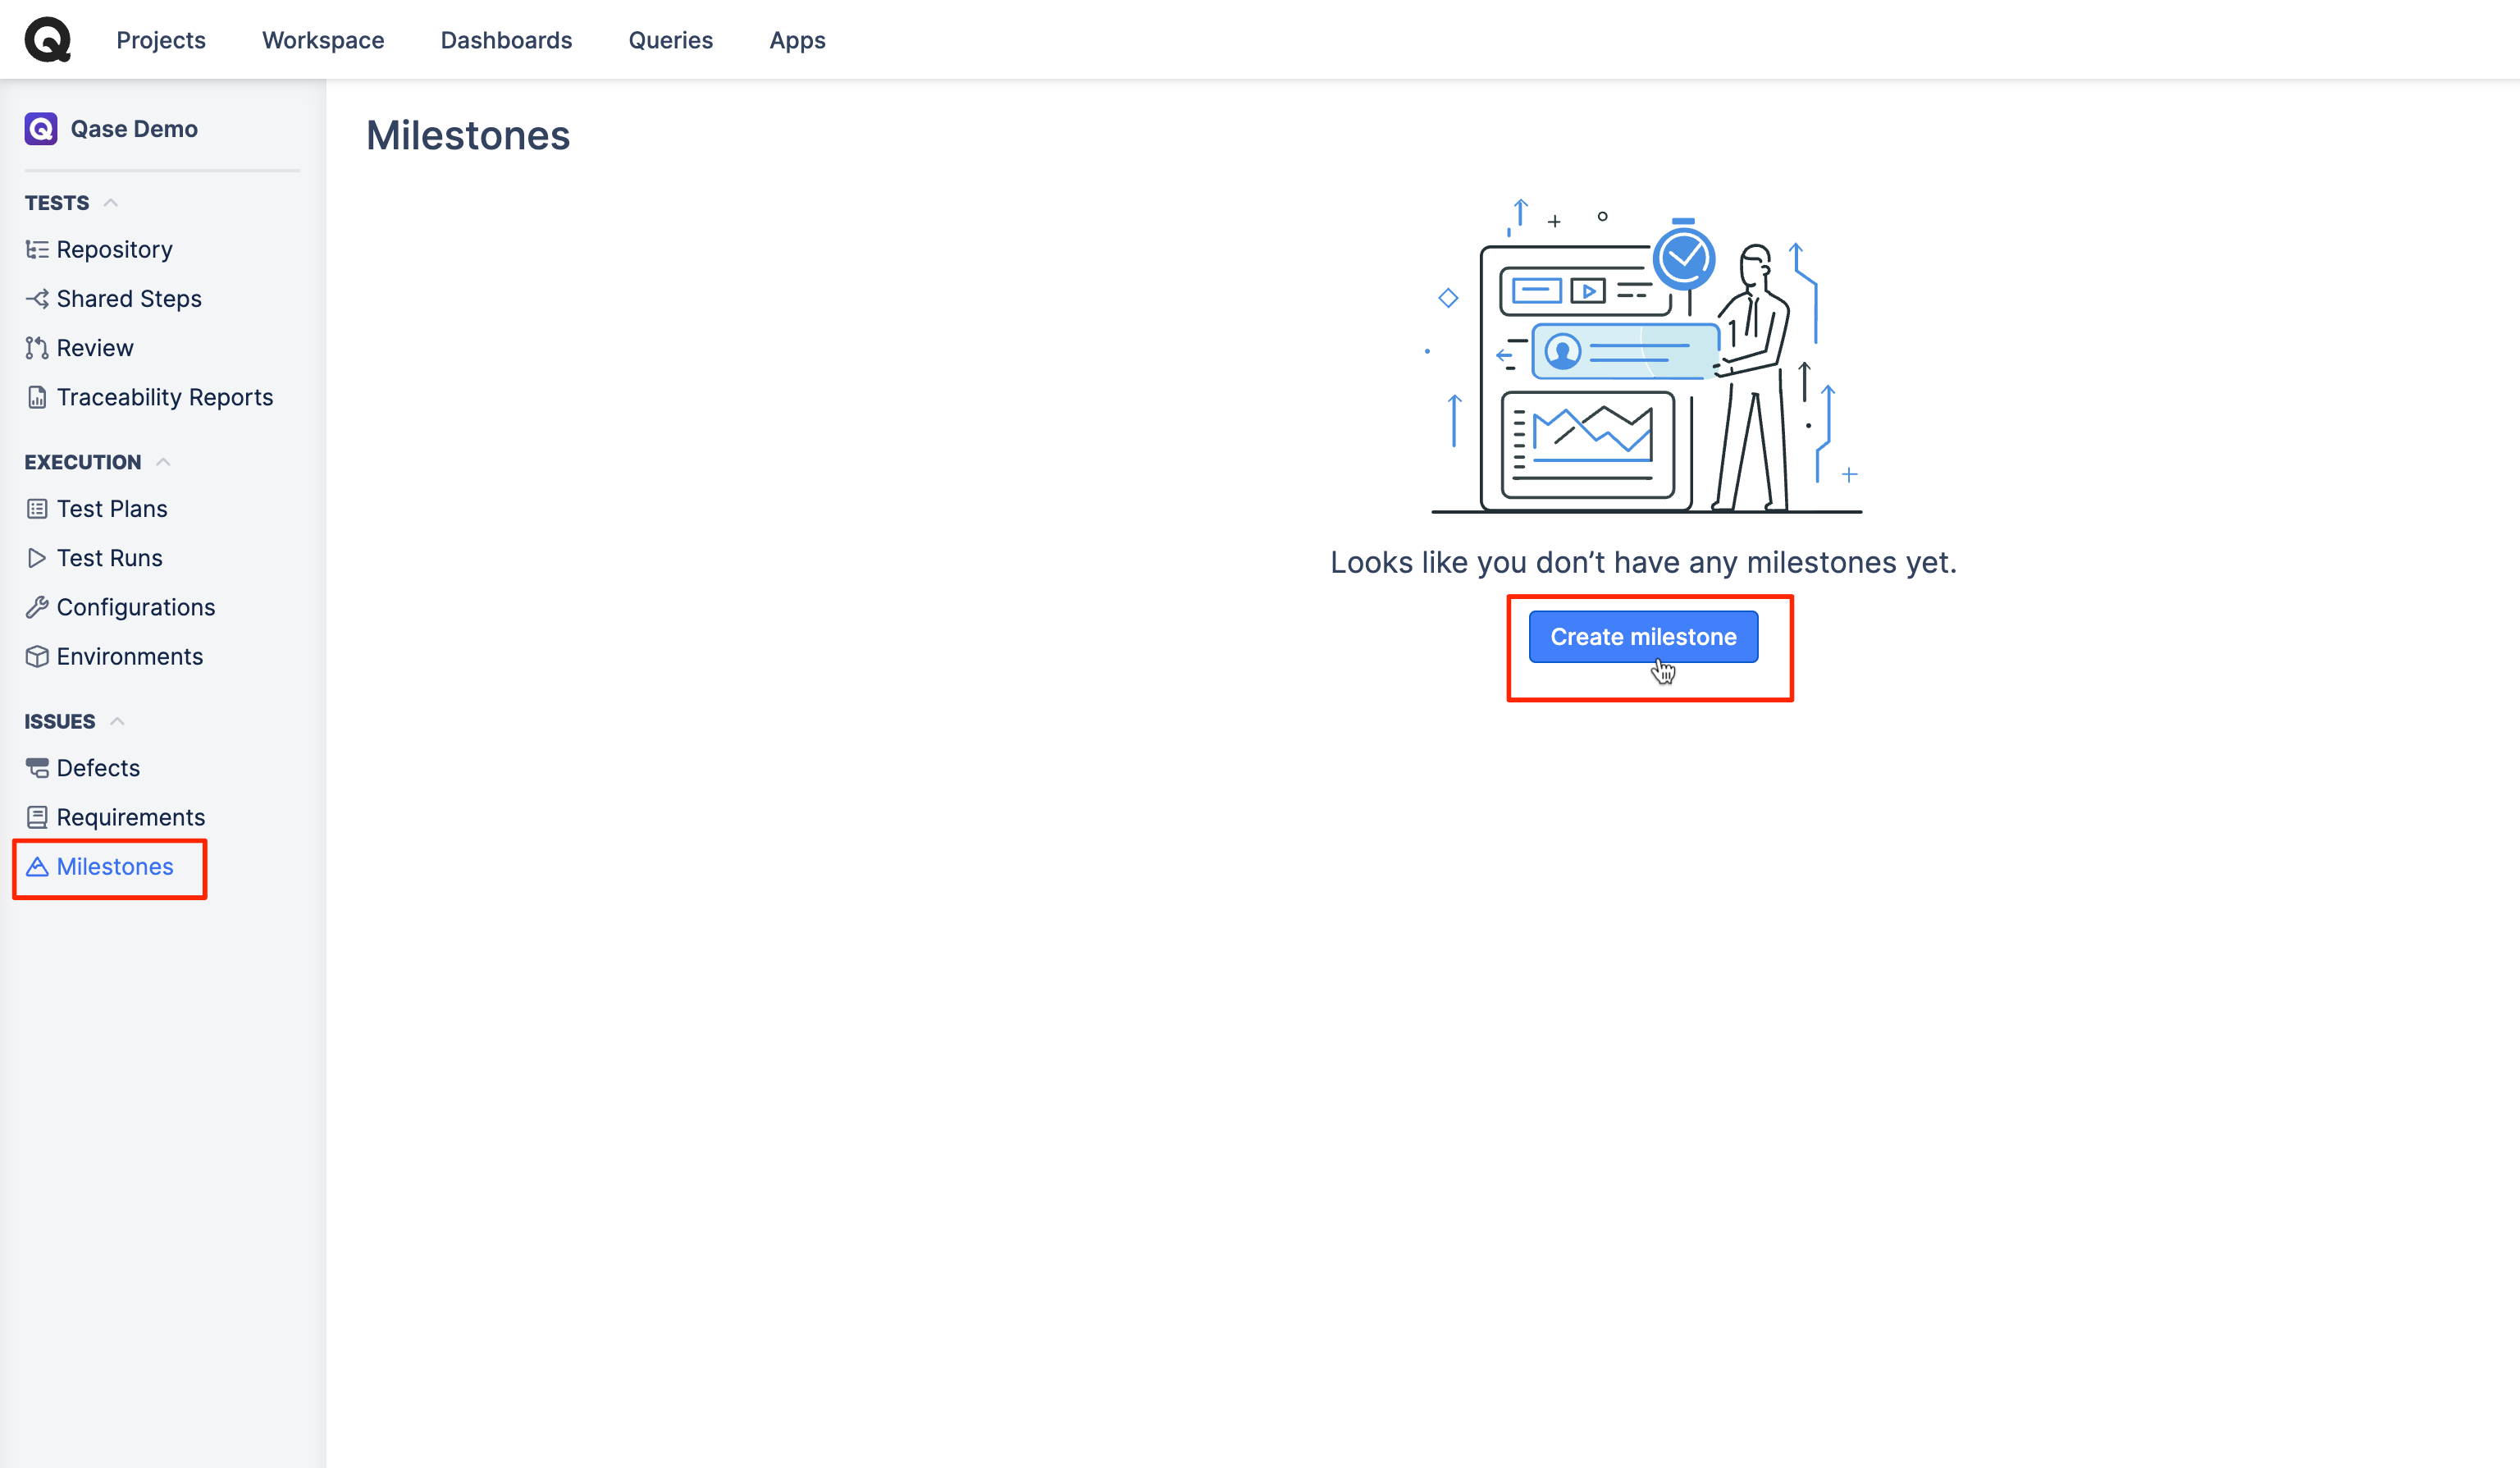 Projects Workspace Dashboards Queries Apps
Qase Demo
TESTS
Repository
Shared Steps
Review
Traceability Reports
EXECUTION
Test Plans
Test Runs
Configurations
Environments
ISSUES
Defects
Requirements
Milestones
Milestones
Looks like you don’t have any milestones yet.
Create milestone